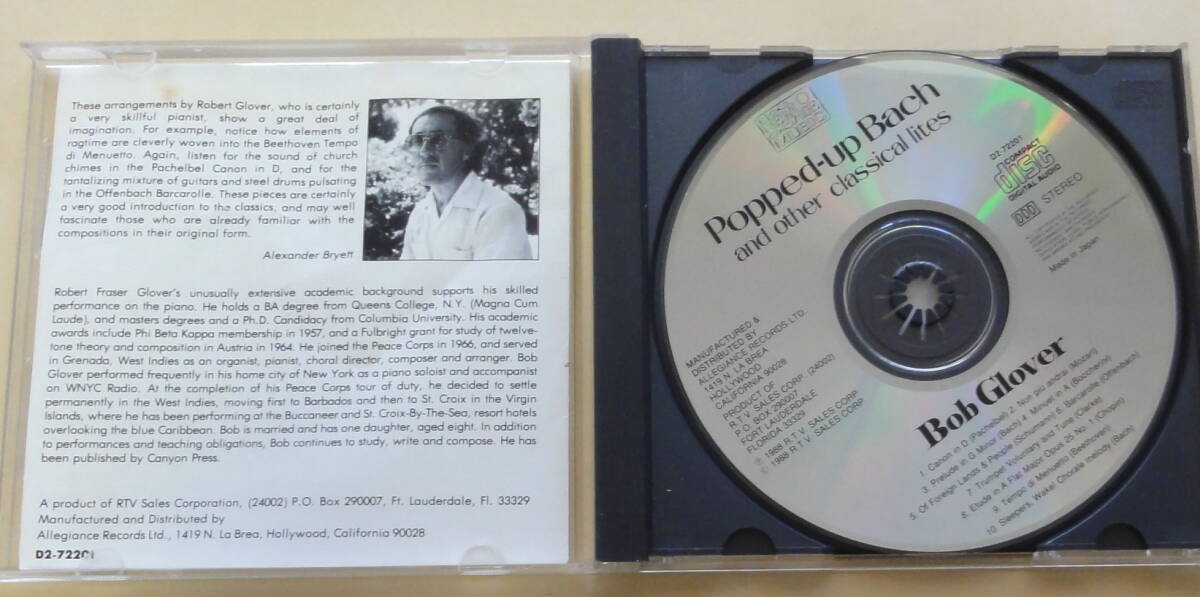 These arrangements by Robert Glover, who is certainly
a very skillful pianist, show a great deal of
imagination. For example, notice how elements of
ragtime are cleverly woven into the Beethoven Tempo
di Menuetto. Again, listen for the sound of church
chimes in the Pachelbel Canon in D, and for the
tantalizing mixture of guitars and steel drums pulsating
in the Offenbach Barcarolle. These pieces are certainly
a very good introduction to the classics, and may well
fascinate those who are already familiar with the
compositions in their original form.
Alexander Bryett
Robert Fraser Glover's unusually extensive academic background supports his skilled
performance on the piano. He holds a BA degree from Queens College, N.Y. (Magna Cum
Laude), and masters degrees and a Ph.D. Candidacy from Columbia University. His academic
awards include Phi Beta Kappa membership in 1957, and a Fulbright grant for study of twelve-
tone theory and composition in Austria in 1964. He joined the Peace Corps in 1966, and served
in Grenada, West Indies as an organist, pianist, choral director, composer and arranger. Bob
Glover performed frequently in his home city of New York as a piano soloist and accompanist
on WNYC Radio. At the completion of his Peace Corps tour of duty, he decided to settle
permanently in the West Indies, moving first to Barbados and then to St. Croix in the Virgin
Islands, where he has been performing at the Buccaneer and St. Croix-By-The-Sea, resort hotels
overlooking the blue Caribbean. Bob is married and has one daughter, aged eight. In addition
to performances and teaching obligations, Bob continues to study, write and compose. He has
been published by Canyon Press.
A product of RTV Sales Corporation, (24002) P.O. Box 290007, Ft. Lauderdale, Fl. 33329
Manufactured and Distributed by
Allegiance Records Ltd., 1419 N. La Brea, Hollywood, California 90028
D2-72201
Popped-up Bach
and other classical lites
D2-72201
COMPACT
disc
DIGITAL AUDIO
DDD STEREO
Made in Japan
MANUFACTURED &
DISTRIBUTED BY
ALLEGIANCE RECORDS LTD.
1419 N. LA BREA
HOLLYWOOD
CALIFORNIA 90028
PRODUCT OF
R.T.V. SALES CORP. (24002)
P.O. BOX 290007
FORT LAUDERDALE
FLORIDA 33329
℗ 1988 R.T.V. SALES CORP.
© 1988 R.T.V. SALES CORP
Bob Glover
1. Canon in D (Pachelbel) 2. Non piu andrai (Mozart)
3. Prelude in G Minor (Bach) 4. Minuet in A (Boccherini)
5. Of Foreign Lands & People (Schumann) 6. Barcarolle (Offenbach)
7. Trumpet Voluntary and Tune (Clarke)
8. Etude in A Flat Major Opus 25 No. 1 (Chopin)
9. Tempo di Menuetto (Beethoven)
10. Sleepers, Wake! Chorale melody (Bach)